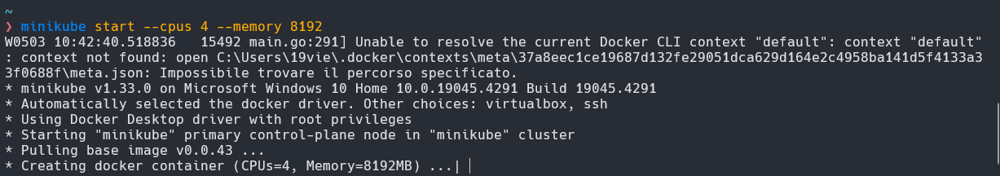 ~
❯ minikube start --cpus 4 --memory 8192
W0503 10:42:40.518836   15492 main.go:291] Unable to resolve the current Docker CLI context "default": context "default"
: context not found: open C:\Users\19vie\.docker\contexts\meta\37a8eec1ce19687d132fe29051dca629d164e2c4958ba141d5f4133a3
3f0688f\meta.json: Impossibile trovare il percorso specificato.
* minikube v1.33.0 on Microsoft Windows 10 Home 10.0.19045.4291 Build 19045.4291
* Automatically selected the docker driver. Other choices: virtualbox, ssh
* Using Docker Desktop driver with root privileges
* Starting "minikube" primary control-plane node in "minikube" cluster
* Pulling base image v0.0.43 ...
* Creating docker container (CPUs=4, Memory=8192MB) ...|